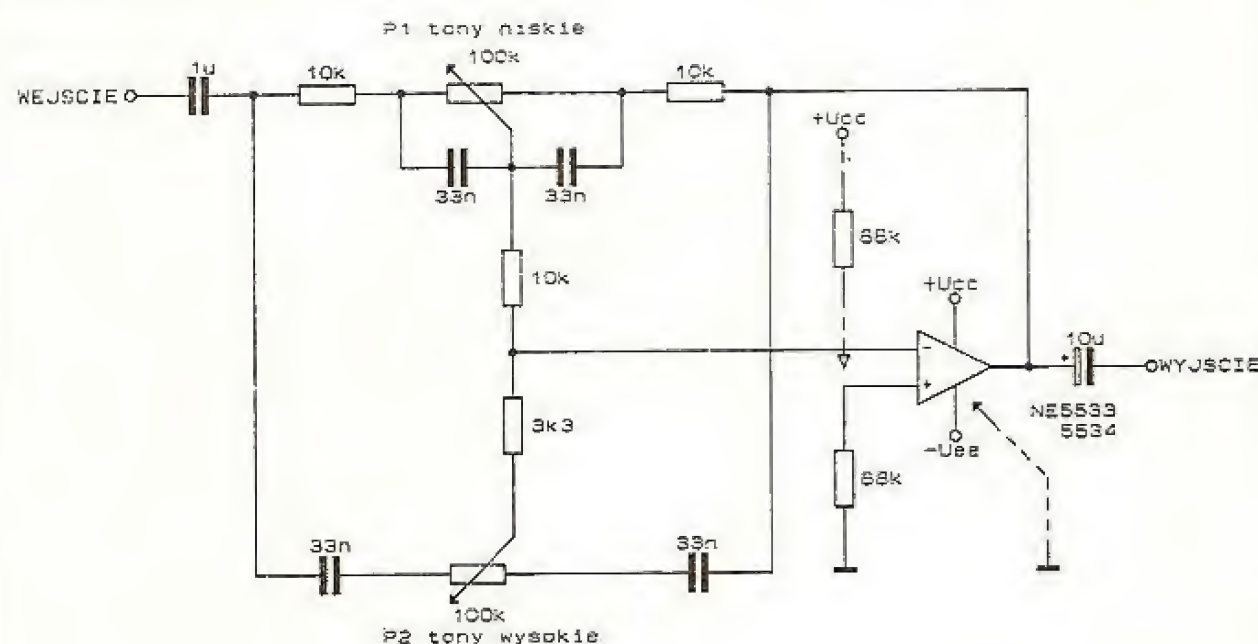 P1 tony niskie
100k
1u
10k
10k
WEJSCIE
+Ucc
33n
33n
68k
10k
+Ucc
10u
-
+
+
WYJSCIE
NE5533
5534
3k3
-Uee
68k
33n
33n
100k
P2 tony wysokie